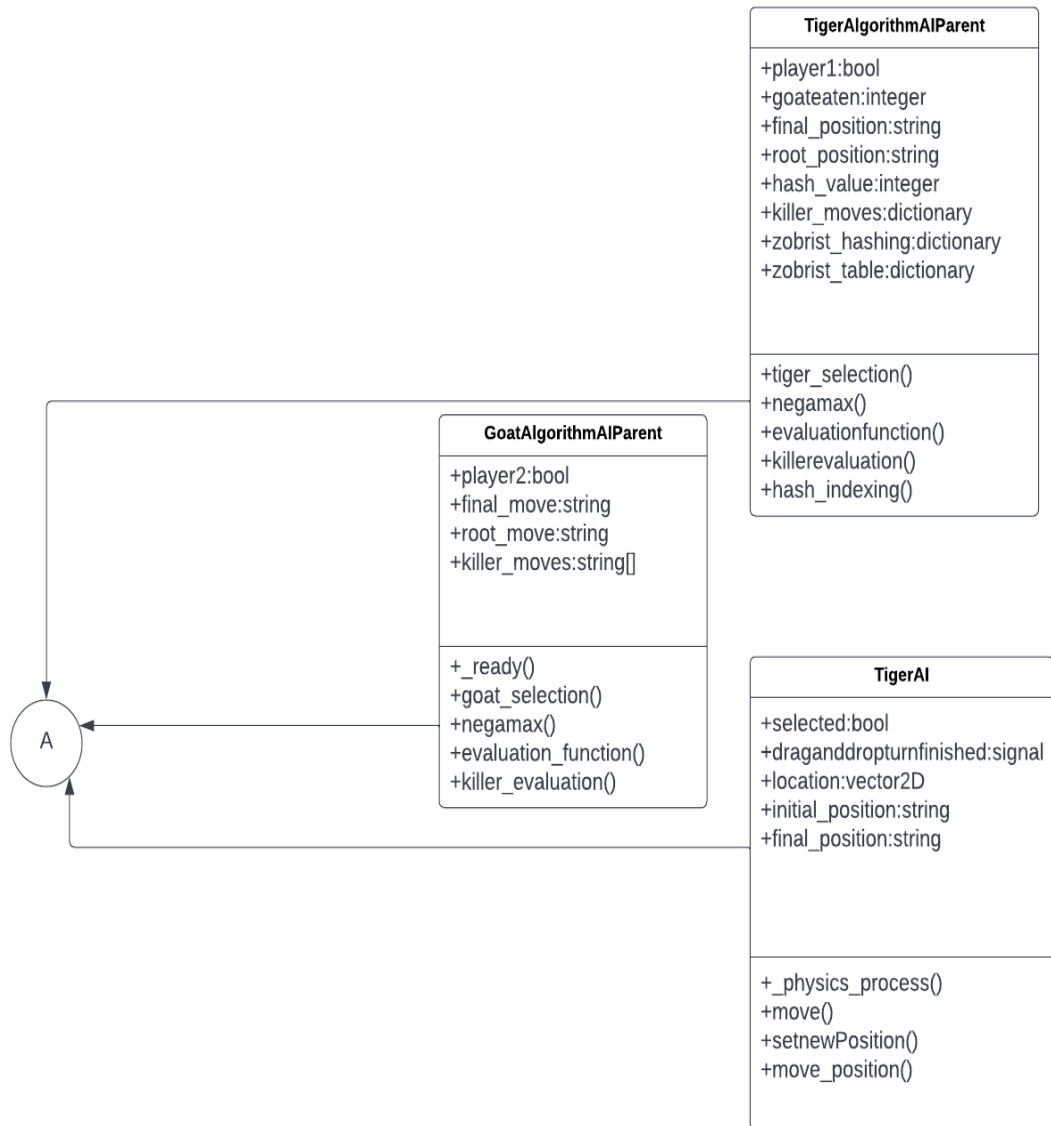 TigerAlgorithmAIParent
+player1:bool
+goateaten:integer
+final_position:string
+root_position:string
+hash_value:integer
+killer_moves:dictionary
+zobrist_hashing:dictionary
+zobrist_table:dictionary
+tiger_selection()
+negamax()
+evaluationfunction()
+killerevaluation()
+hash_indexing()
GoatAlgorithmAIParent
+player2:bool
+final_move:string
+root_move:string
+killer_moves:string[]
+_ready()
+goat_selection()
+negamax()
+evaluation_function()
+killer_evaluation()
A
TigerAI
+selected:bool
+draganddropturnfinished:signal
+location:vector2D
+initial_position:string
+final_position:string
+_physics_process()
+move()
+setnewPosition()
+move_position()